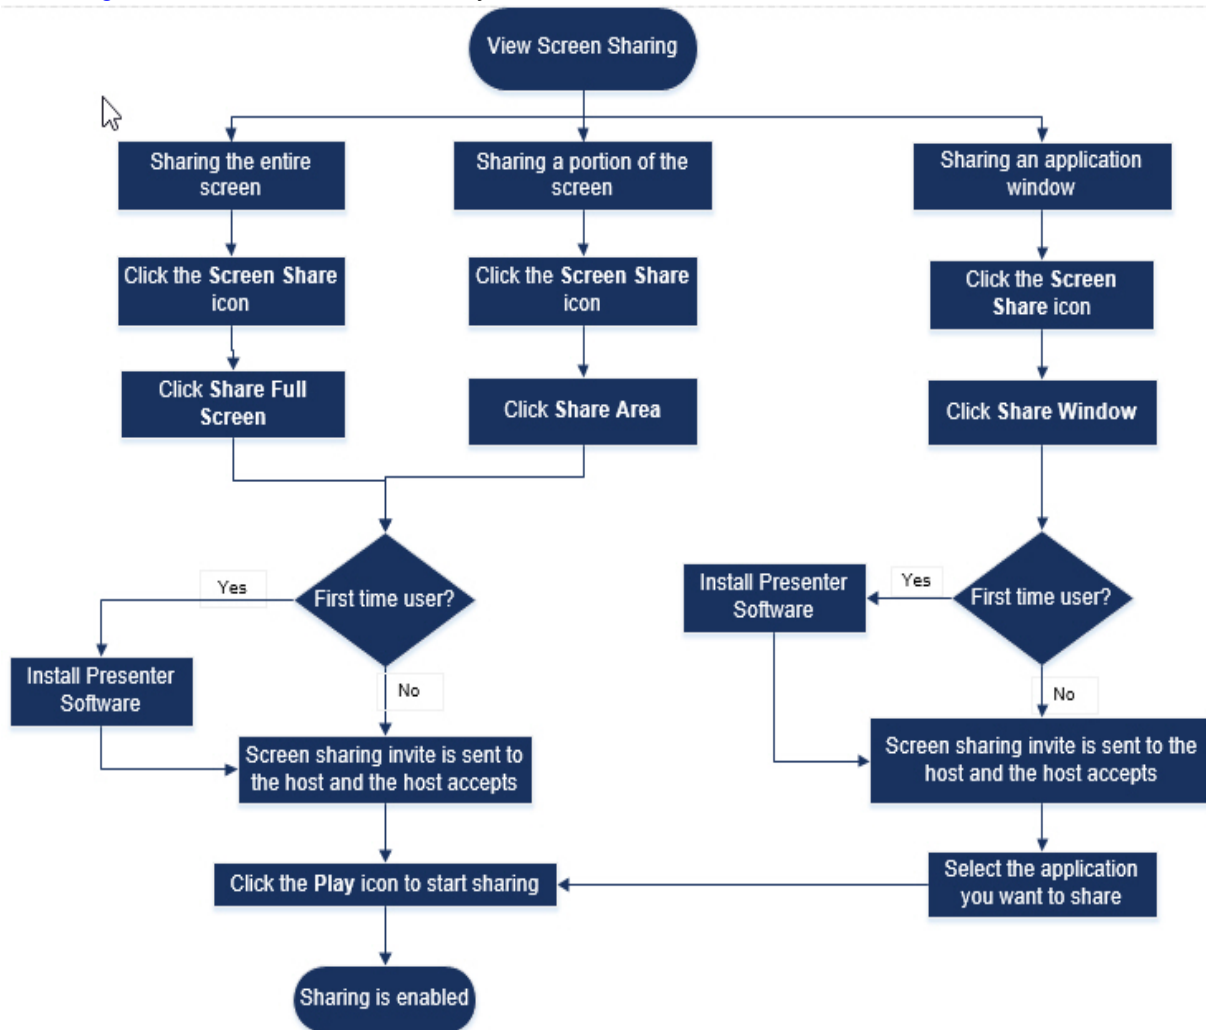 View Screen Sharing
Sharing the entire
screen
Sharing a portion of the
screen
Sharing an application
window
Click the Screen Share
icon
Click the Screen Share
icon
Click the Screen
Share icon
Click Share Full
Screen
Click Share Area
Click Share Window
First time user?
Yes
No
Install Presenter
Software
Screen sharing invite is sent to
the host and the host accepts
First time user?
Yes
No
Install Presenter
Software
Screen sharing invite is sent to the
host and the host accepts
Select the application
you want to share
Click the Play icon to start sharing
Sharing is enabled